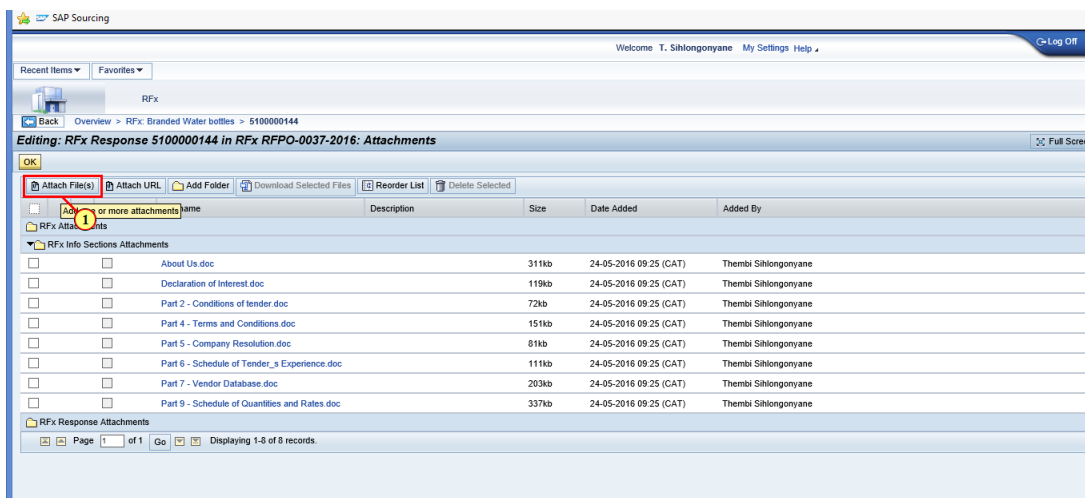 SAP Sourcing
Welcome T. Sihlongonyane My Settings Help
Log Off
Recent Items Favorites
RFx
Back Overview > RFx: Branded Water bottles > 5100000144
Editing: RFx Response 5100000144 in RFx RFPO-0037-2016: Attachments
Full Scre
OK
Attach File(s) Attach URL Add Folder Download Selected Files Reorder List Delete Selected
or more attachments Description Size Date Added Added By
1
RFx
RFx Info Sections Attachments
About Us.doc 311kb 24-05-2016 09:25 (CAT) Thembi Sihlongonyane
Declaration of Interest.doc 119kb 24-05-2016 09:25 (CAT) Thembi Sihlongonyane
Part 2 - Conditions of tender.doc 72kb 24-05-2016 09:25 (CAT) Thembi Sihlongonyane
Part 4 - Terms and Conditions.doc 151kb 24-05-2016 09:25 (CAT) Thembi Sihlongonyane
Part 5 - Company Resolution.doc 81kb 24-05-2016 09:25 (CAT) Thembi Sihlongonyane
Part 6 - Schedule of Tender_s Experience.doc 111kb 24-05-2016 09:25 (CAT) Thembi Sihlongonyane
Part 7 - Vendor Database.doc 203kb 24-05-2016 09:25 (CAT) Thembi Sihlongonyane
Part 9 - Schedule of Quantities and Rates.doc 337kb 24-05-2016 09:25 (CAT) Thembi Sihlongonyane
RFx Response Attachments
Page 1 of 1 Go Displaying 1-8 of 8 records.